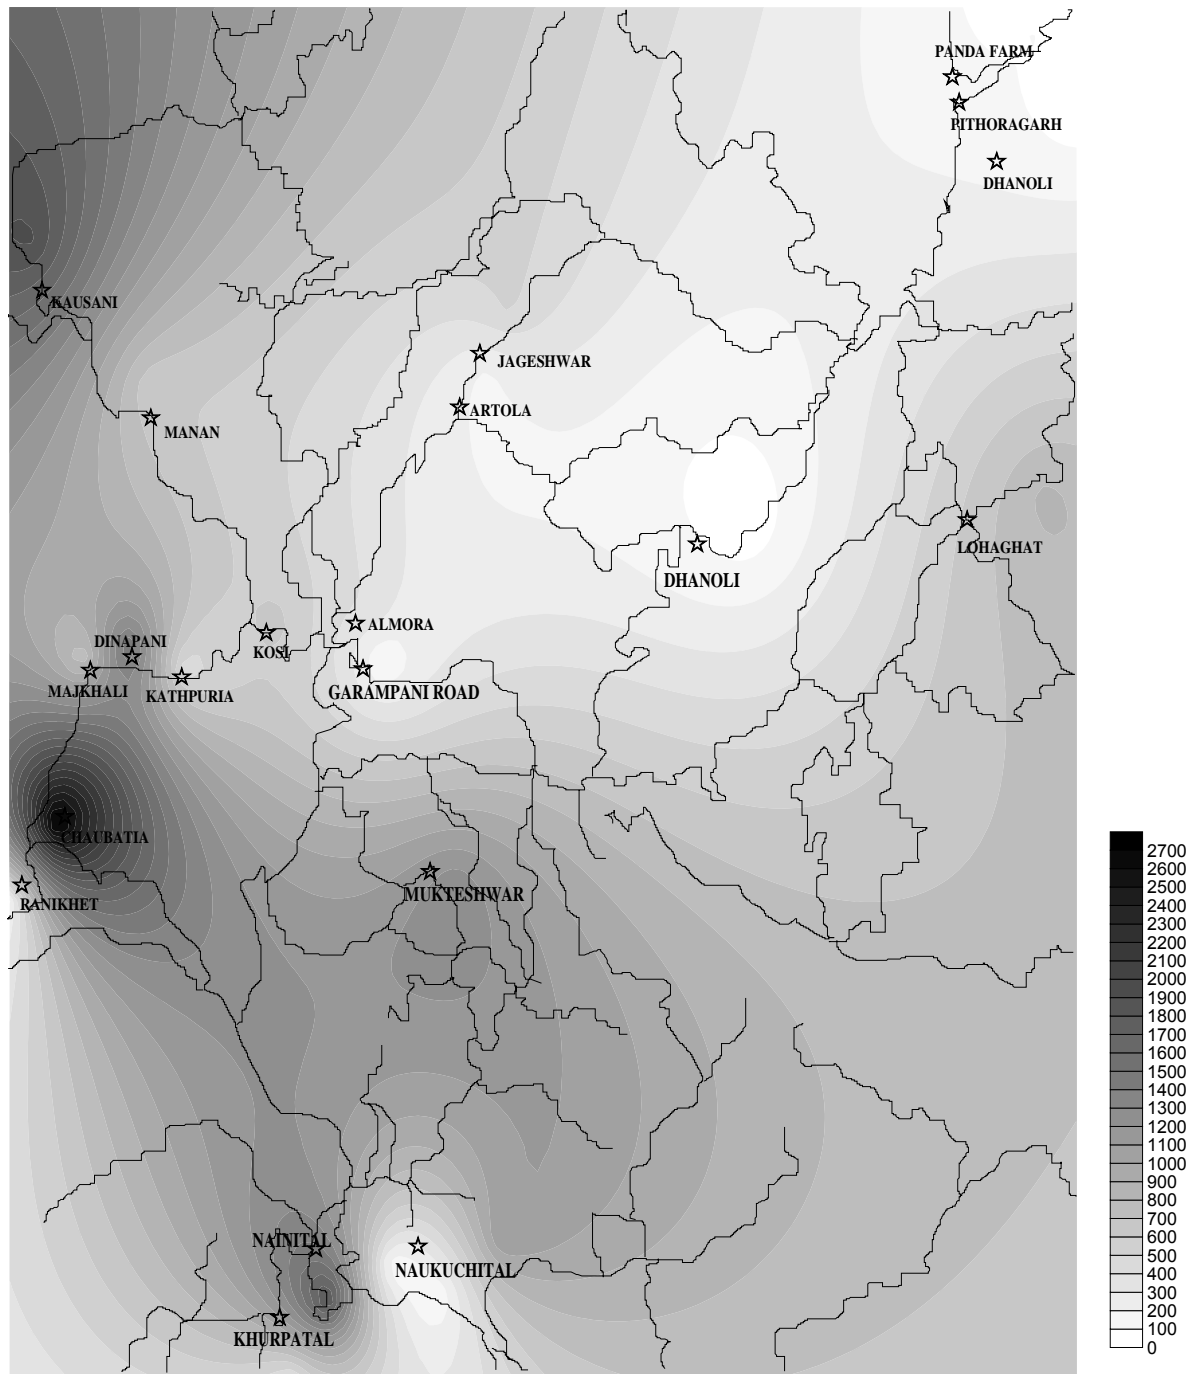 PANDA FARM
PITHORAGARH
DHANOLI
KAUSANI
JAGESHWAR
ARTOLA
MANAN
LOHAGHAT
DHANOLI
ALMORA
DINAPANI
KOSI
MAJKHALI
KATHPURIA
GARAMPANI ROAD
CHAUBATIA
MUKTESHWAR
RANIKHET
NAINITAL
NAUKUCHITAL
KHURPATAL
2700
2600
2500
2400
2300
2200
2100
2000
1900
1800
1700
1600
1500
1400
1300
1200
1100
1000
900
800
700
600
500
400
300
200
100
0